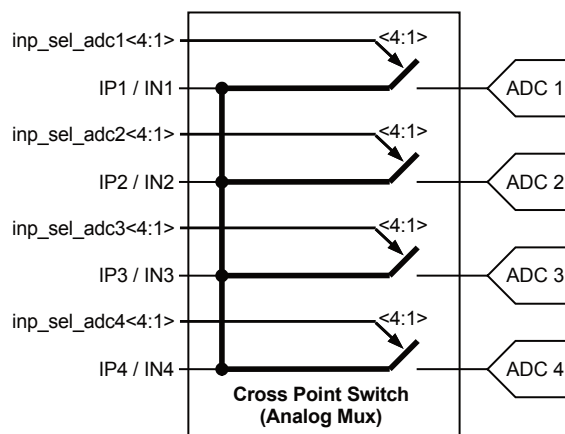 inp_sel_adc1<4:1>
<4:1>
IP1 / IN1
ADC 1
inp_sel_adc2<4:1>
<4:1>
IP2 / IN2
ADC 2
inp_sel_adc3<4:1>
<4:1>
IP3 / IN3
ADC 3
inp_sel_adc4<4:1>
<4:1>
IP4 / IN4
ADC 4
Cross Point Switch
(Analog Mux)